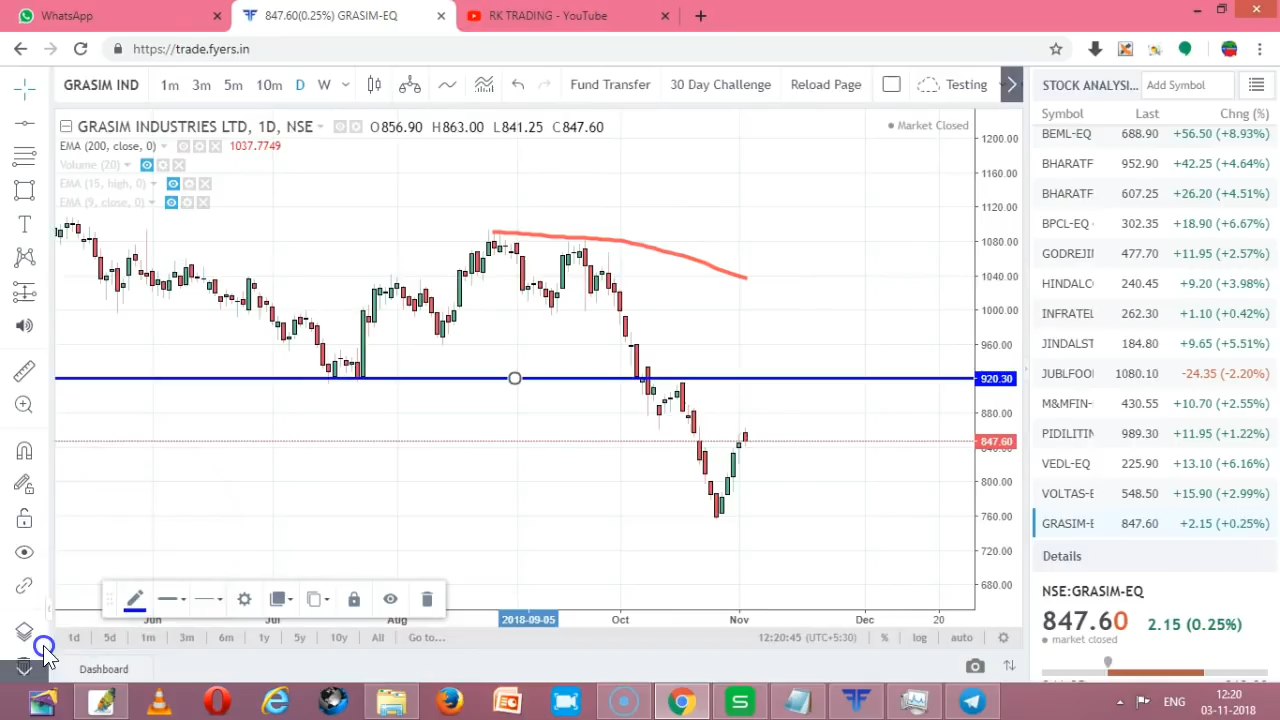 WhatsApp
847.60(0.25%) GRASIM-EQ
RK TRADING - YouTube
https://trade.fyers.in
GRASIM IND 1m 3m 5m 10m D W Fund Transfer 30 Day Challenge Reload Page Testing
GRASIM INDUSTRIES LTD, 1D, NSE O856.90 H863.00 L841.25 C847.60
Market Closed
EMA (200, close, 0) 1037.7749
Volume (20)
EMA (15, high, 0)
EMA (9, close, 0)
1200.00
1160.00
1120.00
1080.00
1040.00
1000.00
960.00
920.30
880.00
847.60
800.00
760.00
720.00
680.00
Jun Jul Aug 2018-09-05 Oct Nov Dec 20
1d 5d 1m 3m 6m 1y 5y 10y All Go to... 12:20:45 (UTC+5:30) % log auto
Dashboard
STOCK ANALYSI... Add Symbol
Symbol Last Chng (%)
BEML-EQ 688.90 +56.50 (+8.93%)
BHARATF 952.90 +42.25 (+4.64%)
BHARATF 607.25 +26.20 (+4.51%)
BPCL-EQ 302.35 +18.90 (+6.67%)
GODREJI 477.70 +11.95 (+2.57%)
HINDALC 240.45 +9.20 (+3.98%)
INFRATEL 262.30 +1.10 (+0.42%)
JINDALST 184.80 +9.65 (+5.51%)
JUBLFOO 1080.10 -24.35 (-2.20%)
M&MFIN- 430.55 +10.70 (+2.55%)
PIDILITIN 989.30 +11.95 (+1.22%)
VEDL-EQ 225.90 +13.10 (+6.16%)
VOLTAS-E 548.50 +15.90 (+2.99%)
GRASIM-E 847.60 +2.15 (+0.25%)
Details
NSE:GRASIM-EQ
847.60 2.15 (0.25%)
market closed
ENG
12:20
03-11-2018